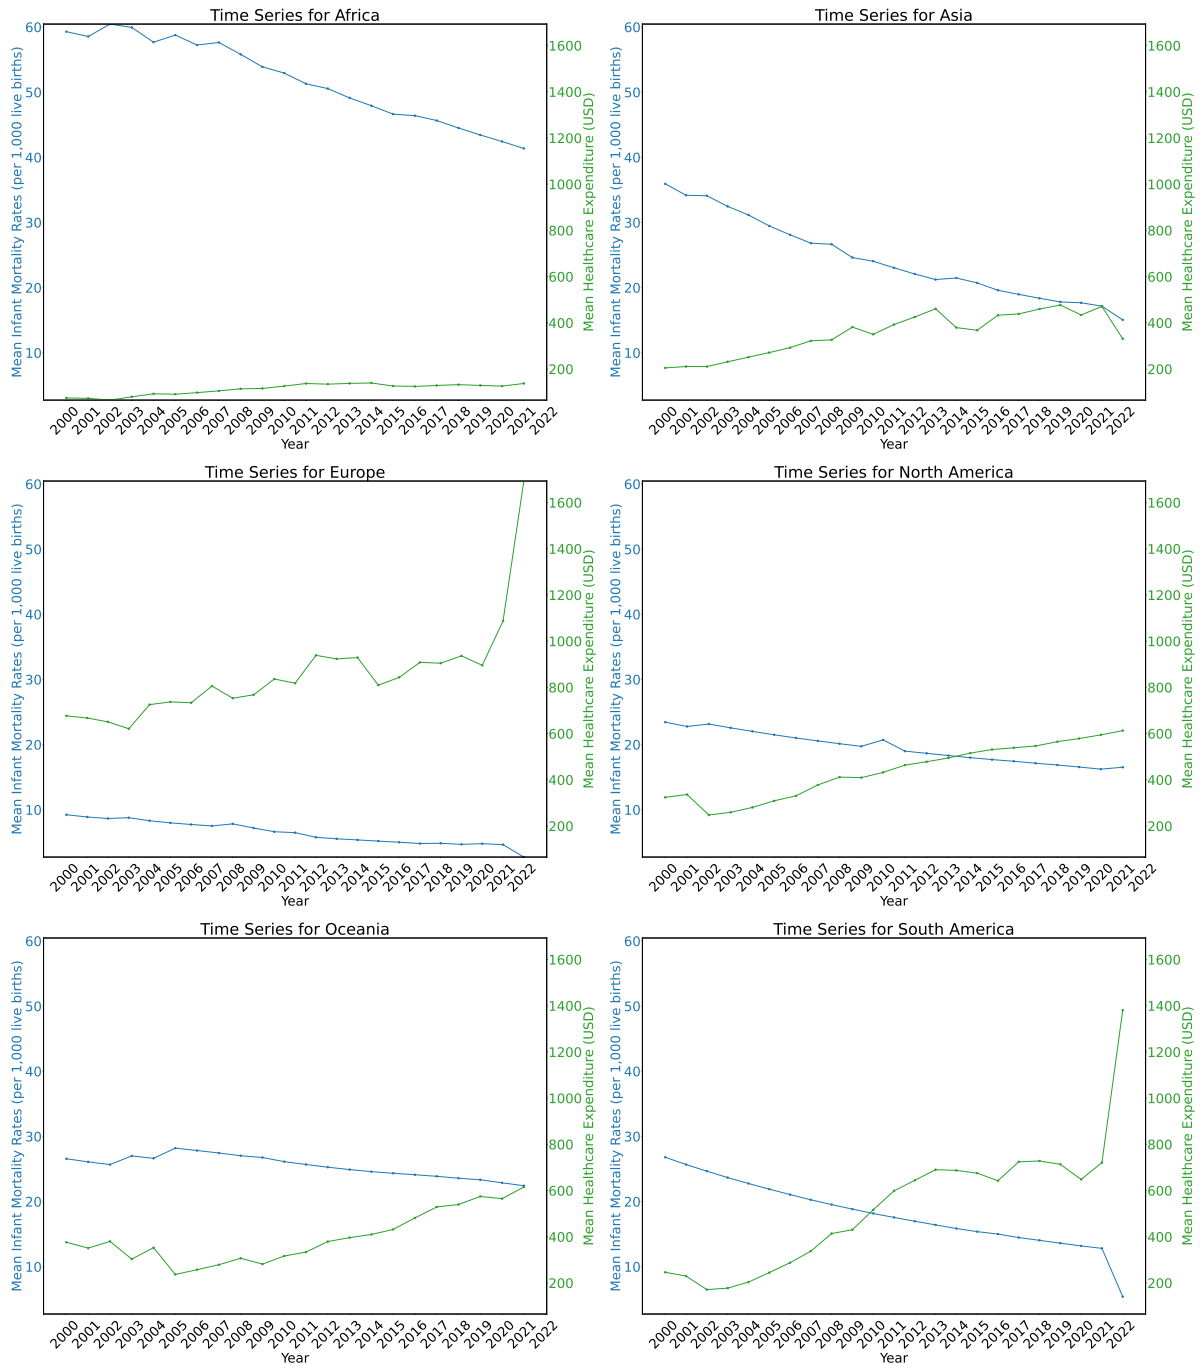 Time Series for Africa
Mean Infant Mortality Rates (per 1,000 live births)
60
50
40
30
20
10
1600
1400
1200
1000
800
600
400
200
Mean Healthcare Expenditure (USD)
2000 2001 2002 2003 2004 2005 2006 2007 2008 2009 2010 2011 2012 2013 2014 2015 2016 2017 2018 2019 2020 2021 2022
Year
Time Series for Asia
Mean Infant Mortality Rates (per 1,000 live births)
60
50
40
30
20
10
1600
1400
1200
1000
800
600
400
200
Mean Healthcare Expenditure (USD)
2000 2001 2002 2003 2004 2005 2006 2007 2008 2009 2010 2011 2012 2013 2014 2015 2016 2017 2018 2019 2020 2021 2022
Year
Time Series for Europe
Mean Infant Mortality Rates (per 1,000 live births)
60
50
40
30
20
10
1600
1400
1200
1000
800
600
400
200
Mean Healthcare Expenditure (USD)
2000 2001 2002 2003 2004 2005 2006 2007 2008 2009 2010 2011 2012 2013 2014 2015 2016 2017 2018 2019 2020 2021 2022
Year
Time Series for North America
Mean Infant Mortality Rates (per 1,000 live births)
60
50
40
30
20
10
1600
1400
1200
1000
800
600
400
200
Mean Healthcare Expenditure (USD)
2000 2001 2002 2003 2004 2005 2006 2007 2008 2009 2010 2011 2012 2013 2014 2015 2016 2017 2018 2019 2020 2021 2022
Year
Time Series for Oceania
Mean Infant Mortality Rates (per 1,000 live births)
60
50
40
30
20
10
1600
1400
1200
1000
800
600
400
200
Mean Healthcare Expenditure (USD)
2000 2001 2002 2003 2004 2005 2006 2007 2008 2009 2010 2011 2012 2013 2014 2015 2016 2017 2018 2019 2020 2021 2022
Year
Time Series for South America
Mean Infant Mortality Rates (per 1,000 live births)
60
50
40
30
20
10
1600
1400
1200
1000
800
600
400
200
Mean Healthcare Expenditure (USD)
2000 2001 2002 2003 2004 2005 2006 2007 2008 2009 2010 2011 2012 2013 2014 2015 2016 2017 2018 2019 2020 2021 2022
Year